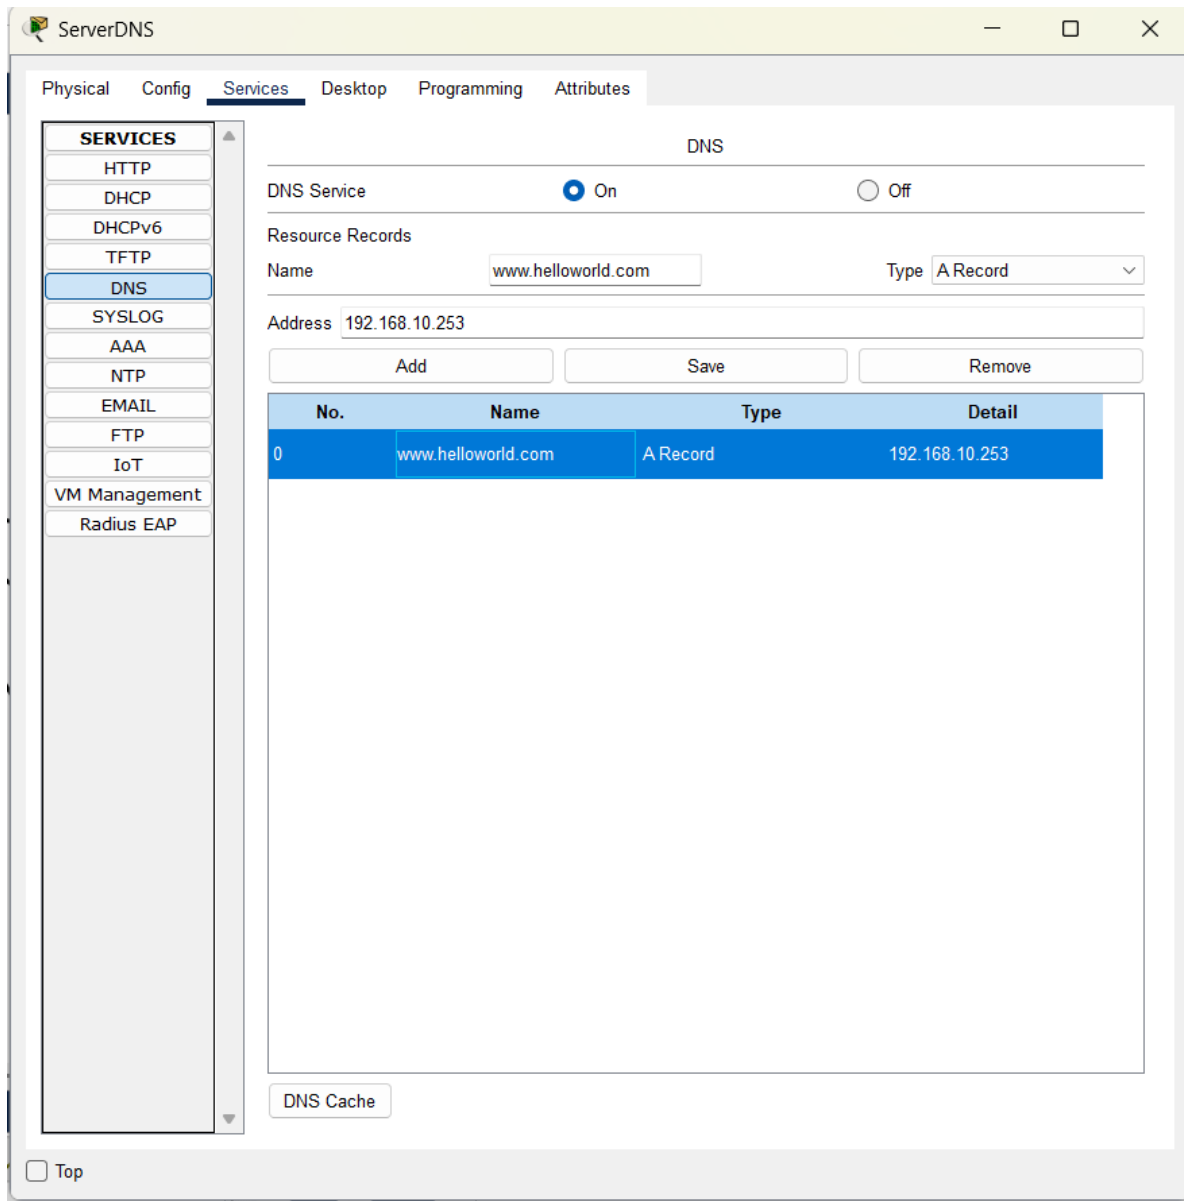 ServerDNS
Physical Config Services Desktop Programming Attributes
SERVICES
HTTP
DHCP
DHCPv6
TFTP
DNS
SYSLOG
AAA
NTP
EMAIL
FTP
IoT
VM Management
Radius EAP
DNS
DNS Service On Off
Resource Records
Name www.helloworld.com Type A Record
Address 192.168.10.253
Add Save Remove
No. Name Type Detail
0 www.helloworld.com A Record 192.168.10.253
DNS Cache
Top